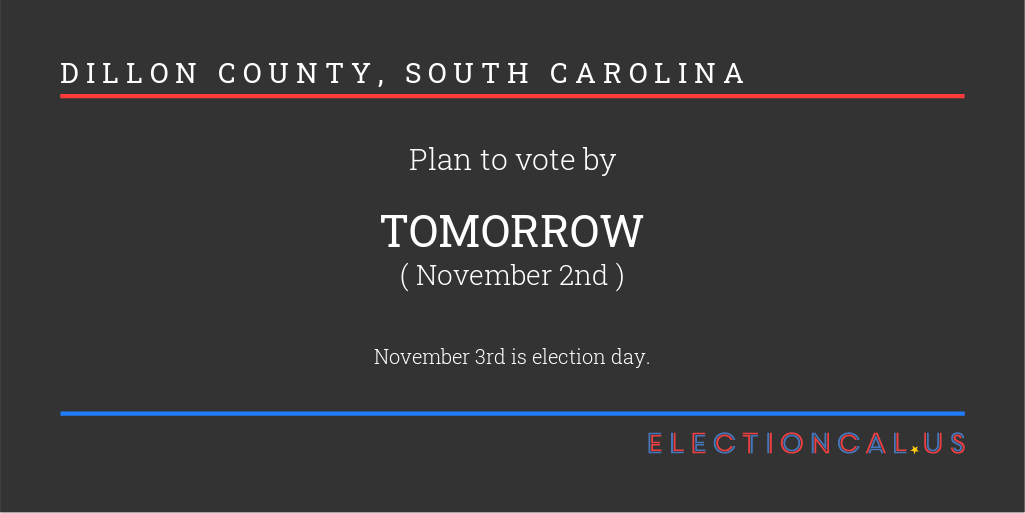 DILLON COUNTY, SOUTH CAROLINA
Plan to vote by
TOMORROW
( November 2nd )
November 3rd is election day.
ELECTIONCAL.US